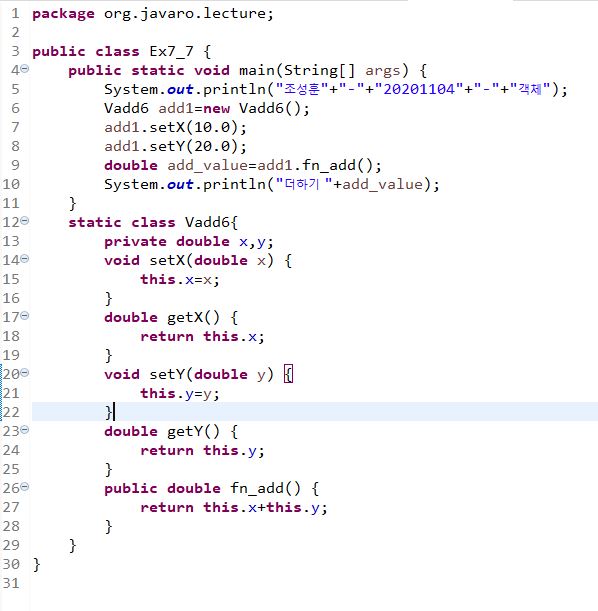 1 package org.javaro.lecture;
2
3 public class Ex7_7 {
4     public static void main(String[] args) {
5         System.out.println("조성훈"+"-"+"20201104"+"-"+"객체");
6         Vadd6 add1=new Vadd6();
7         add1.setX(10.0);
8         add1.setY(20.0);
9         double add_value=add1.fn_add();
10         System.out.println("더하기 "+add_value);
11     }
12     static class Vadd6{
13         private double x,y;
14         void setX(double x) {
15             this.x=x;
16         }
17         double getX() {
18             return this.x;
19         }
20         void setY(double y) {
21             this.y=y;
22         }
23         double getY() {
24             return this.y;
25         }
26         public double fn_add() {
27             return this.x+this.y;
28         }
29     }
30 }
31